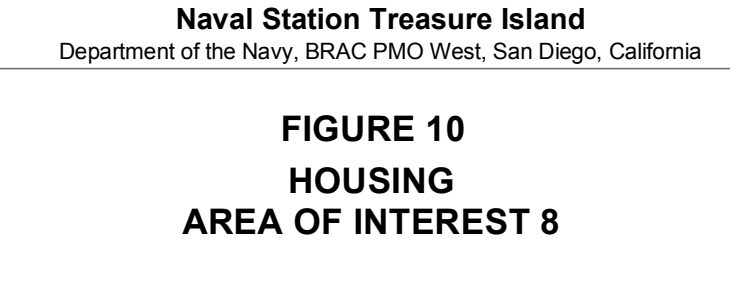 Naval Station Treasure Island
Department of the Navy, BRAC PMO West, San Diego, California
FIGURE 10
HOUSING
AREA OF INTEREST 8